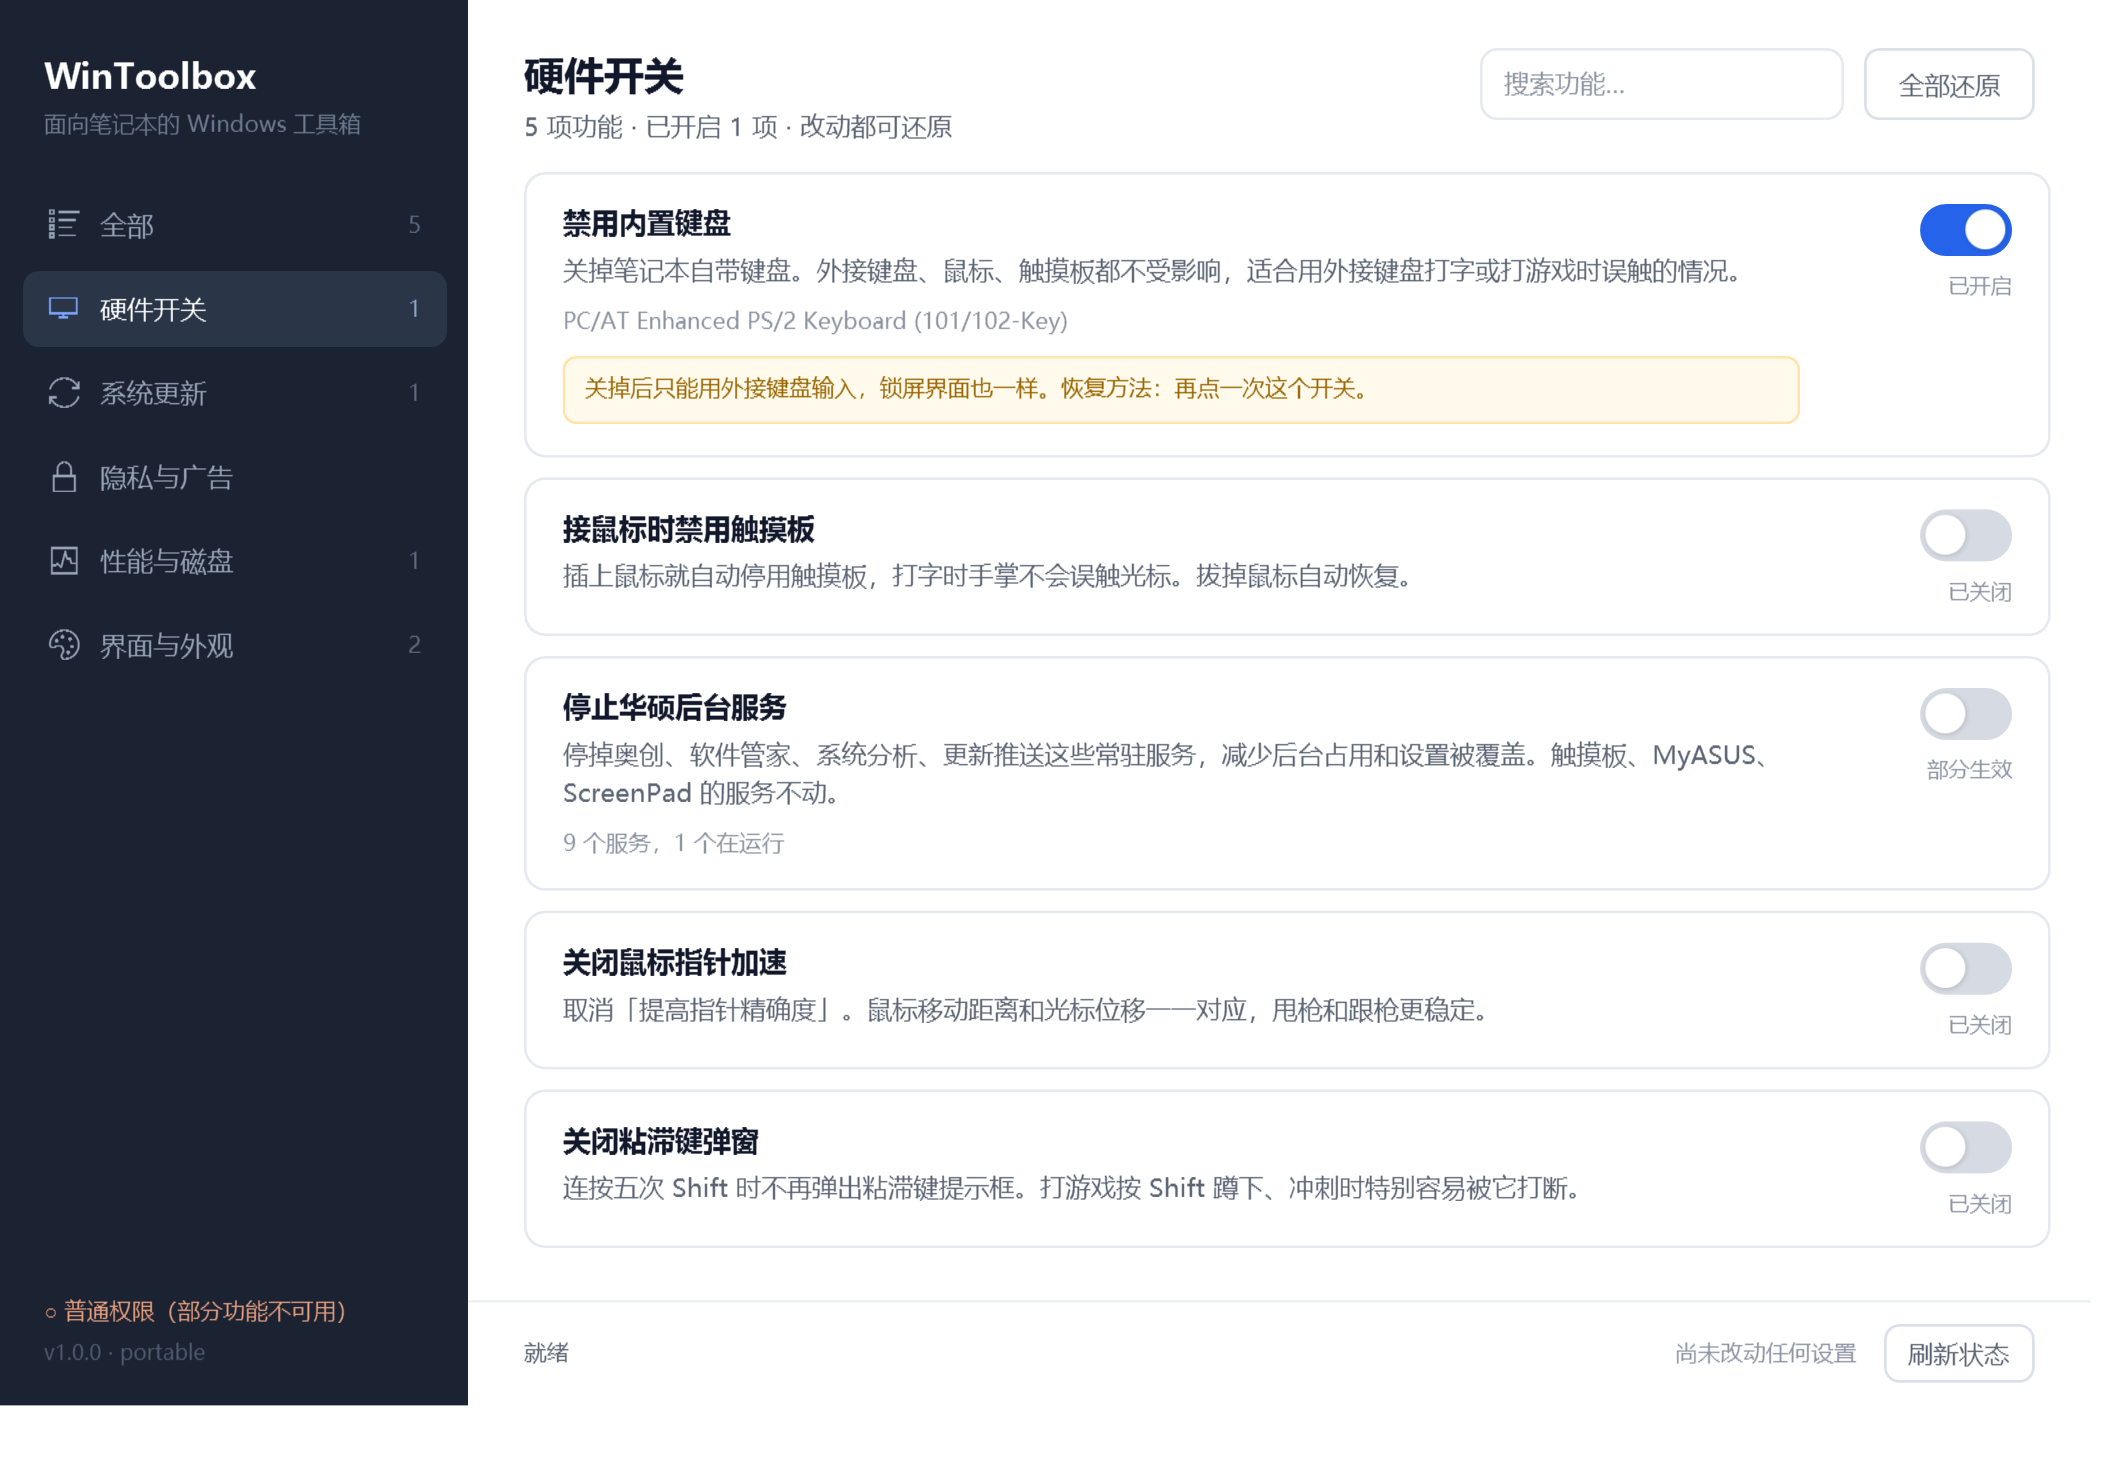 WinToolbox
面向笔记本的 Windows 工具箱
全部 5
硬件开关 1
系统更新 1
隐私与广告
性能与磁盘 1
界面与外观 2
○ 普通权限（部分功能不可用）
v1.0.0 · portable
硬件开关
5 项功能 · 已开启 1 项 · 改动都可还原
搜索功能...
全部还原
禁用内置键盘
关掉笔记本自带键盘。外接键盘、鼠标、触摸板都不受影响，适合用外接键盘打字或打游戏时误触的情况。
PC/AT Enhanced PS/2 Keyboard (101/102-Key)
关掉后只能用外接键盘输入，锁屏界面也一样。恢复方法：再点一次这个开关。
已开启
接鼠标时禁用触摸板
插上鼠标就自动停用触摸板，打字时手掌不会误触光标。拔掉鼠标自动恢复。
已关闭
停止华硕后台服务
停掉奥创、软件管家、系统分析、更新推送这些常驻服务，减少后台占用和设置被覆盖。触摸板、MyASUS、
ScreenPad 的服务不动。
9 个服务，1 个在运行
部分生效
关闭鼠标指针加速
取消「提高指针精确度」。鼠标移动距离和光标位移一一对应，甩枪和跟枪更稳定。
已关闭
关闭粘滞键弹窗
连按五次 Shift 时不再弹出粘滞键提示框。打游戏按 Shift 蹲下、冲刺时特别容易被它打断。
已关闭
就绪
尚未改动任何设置
刷新状态